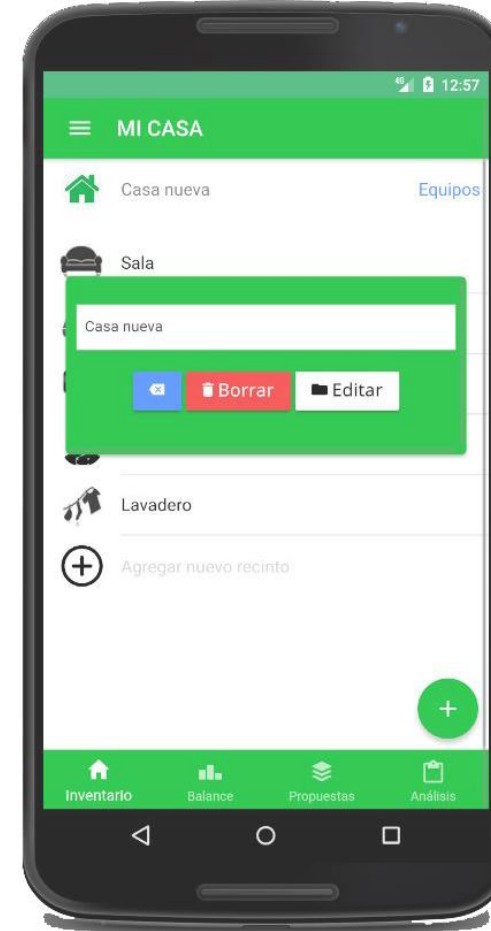 4G 12:57
MI CASA
Casa nueva Equipos
Sala
Casa nueva
Borrar Editar
Lavadero
Agregar nuevo recinto
Inventario Balance Propuestas Análisis